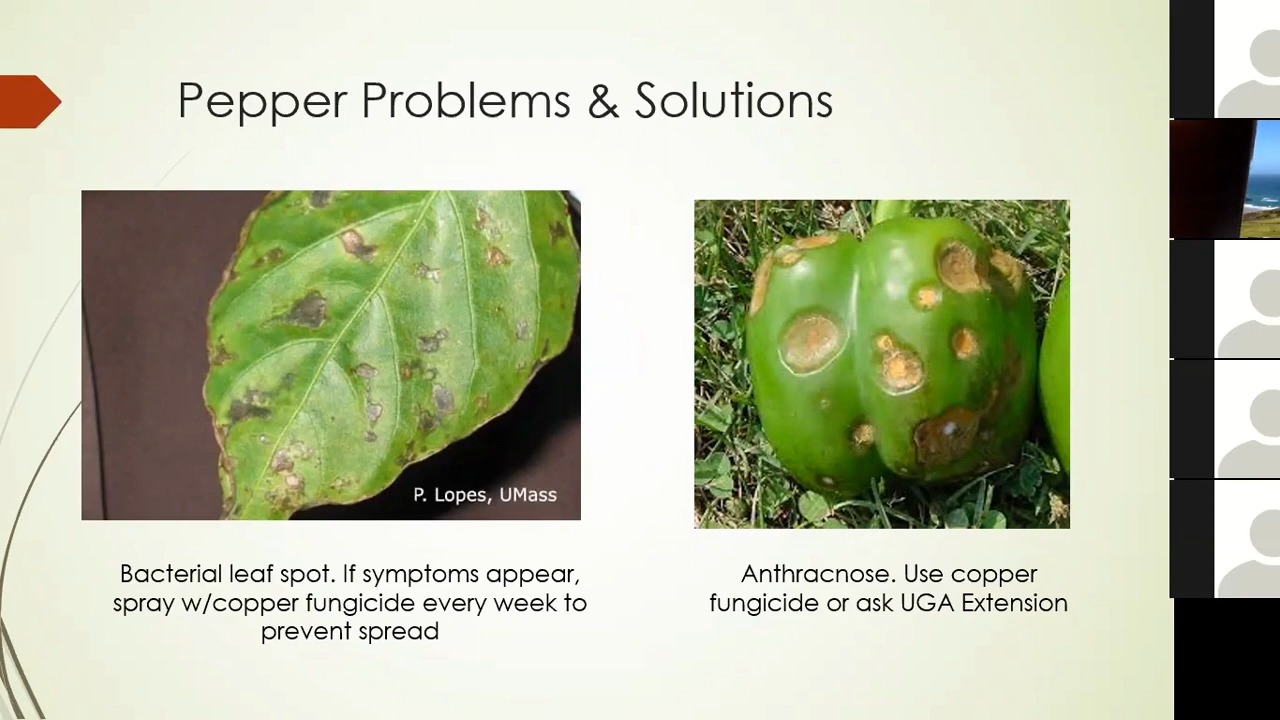 Pepper Problems & Solutions
P. Lopes, UMass
Bacterial leaf spot. If symptoms appear,
spray w/copper fungicide every week to
prevent spread
Anthracnose. Use copper
fungicide or ask UGA Extension